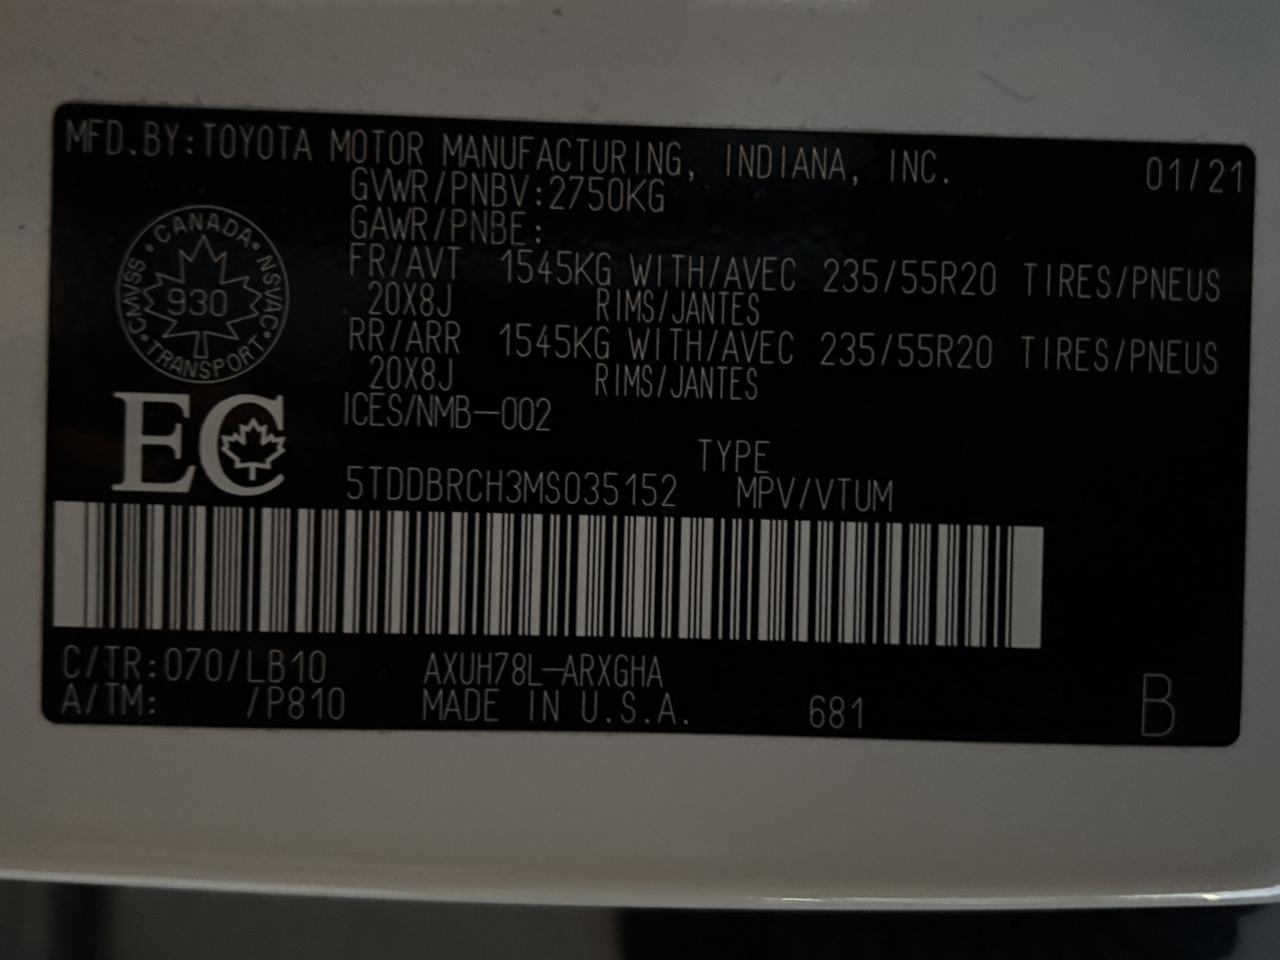 MFD.BY:TOYOTA MOTOR MANUFACTURING, INDIANA, INC. 01/21
GVWR/PNBV:2750KG
GAWR/PNBE:
FR/AVT 1545KG WITH/AVEC 235/55R20 TIRES/PNEUS
20X8J RIMS/JANTES
RR/ARR 1545KG WITH/AVEC 235/55R20 TIRES/PNEUS
20X8J RIMS/JANTES
ICES/NMB-002
CANADA
CMVSS 930 NSVAC
TRANSPORT
EC
TYPE
5TDDBRCH3MS035152 MPV/VTUM
C/TR:070/LB10 AXUH78L-ARXGHA
A/TM: /P810 MADE IN U.S.A. 681 B